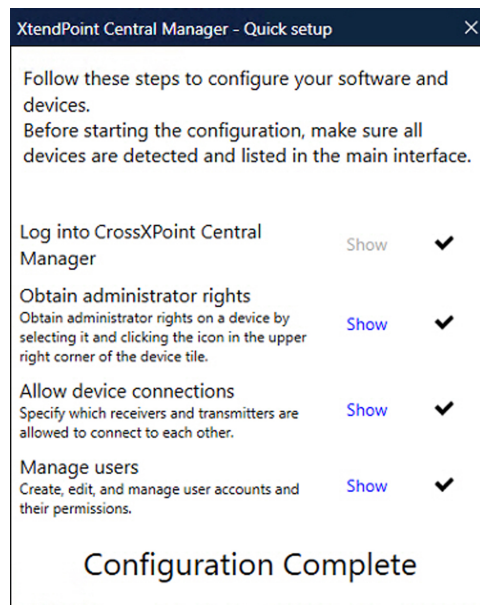 XtendPoint Central Manager - Quick setup
Follow these steps to configure your software and
devices.
Before starting the configuration, make sure all
devices are detected and listed in the main interface.
Log into CrossXPoint Central
Manager
Show
Obtain administrator rights
Obtain administrator rights on a device by
selecting it and clicking the icon in the upper
right corner of the device tile.
Show
Allow device connections
Specify which receivers and transmitters are
allowed to connect to each other.
Show
Manage users
Create, edit, and manage user accounts and
their permissions.
Show
Configuration Complete